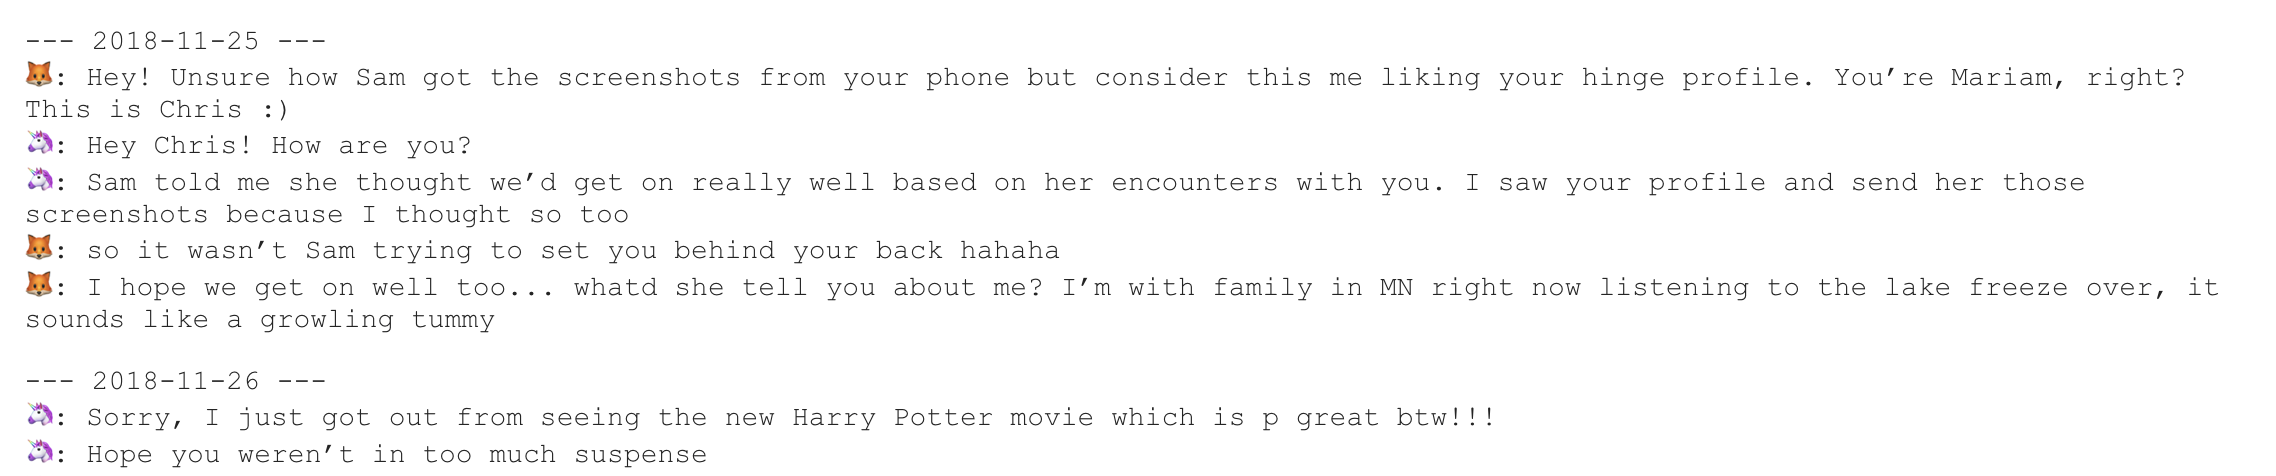 --- 2018-11-25 ---
🦊: Hey! Unsure how Sam got the screenshots from your phone but consider this me liking your hinge profile. You’re Mariam, right?
This is Chris :)
🦄: Hey Chris! How are you?
🦄: Sam told me she thought we’d get on really well based on her encounters with you. I saw your profile and send her those
screenshots because I thought so too
🦊: so it wasn’t Sam trying to set you behind your back hahaha
🦊: I hope we get on well too... whatd she tell you about me? I’m with family in MN right now listening to the lake freeze over, it
sounds like a growling tummy
--- 2018-11-26 ---
🦄: Sorry, I just got out from seeing the new Harry Potter movie which is p great btw!!!
🦄: Hope you weren’t in too much suspense